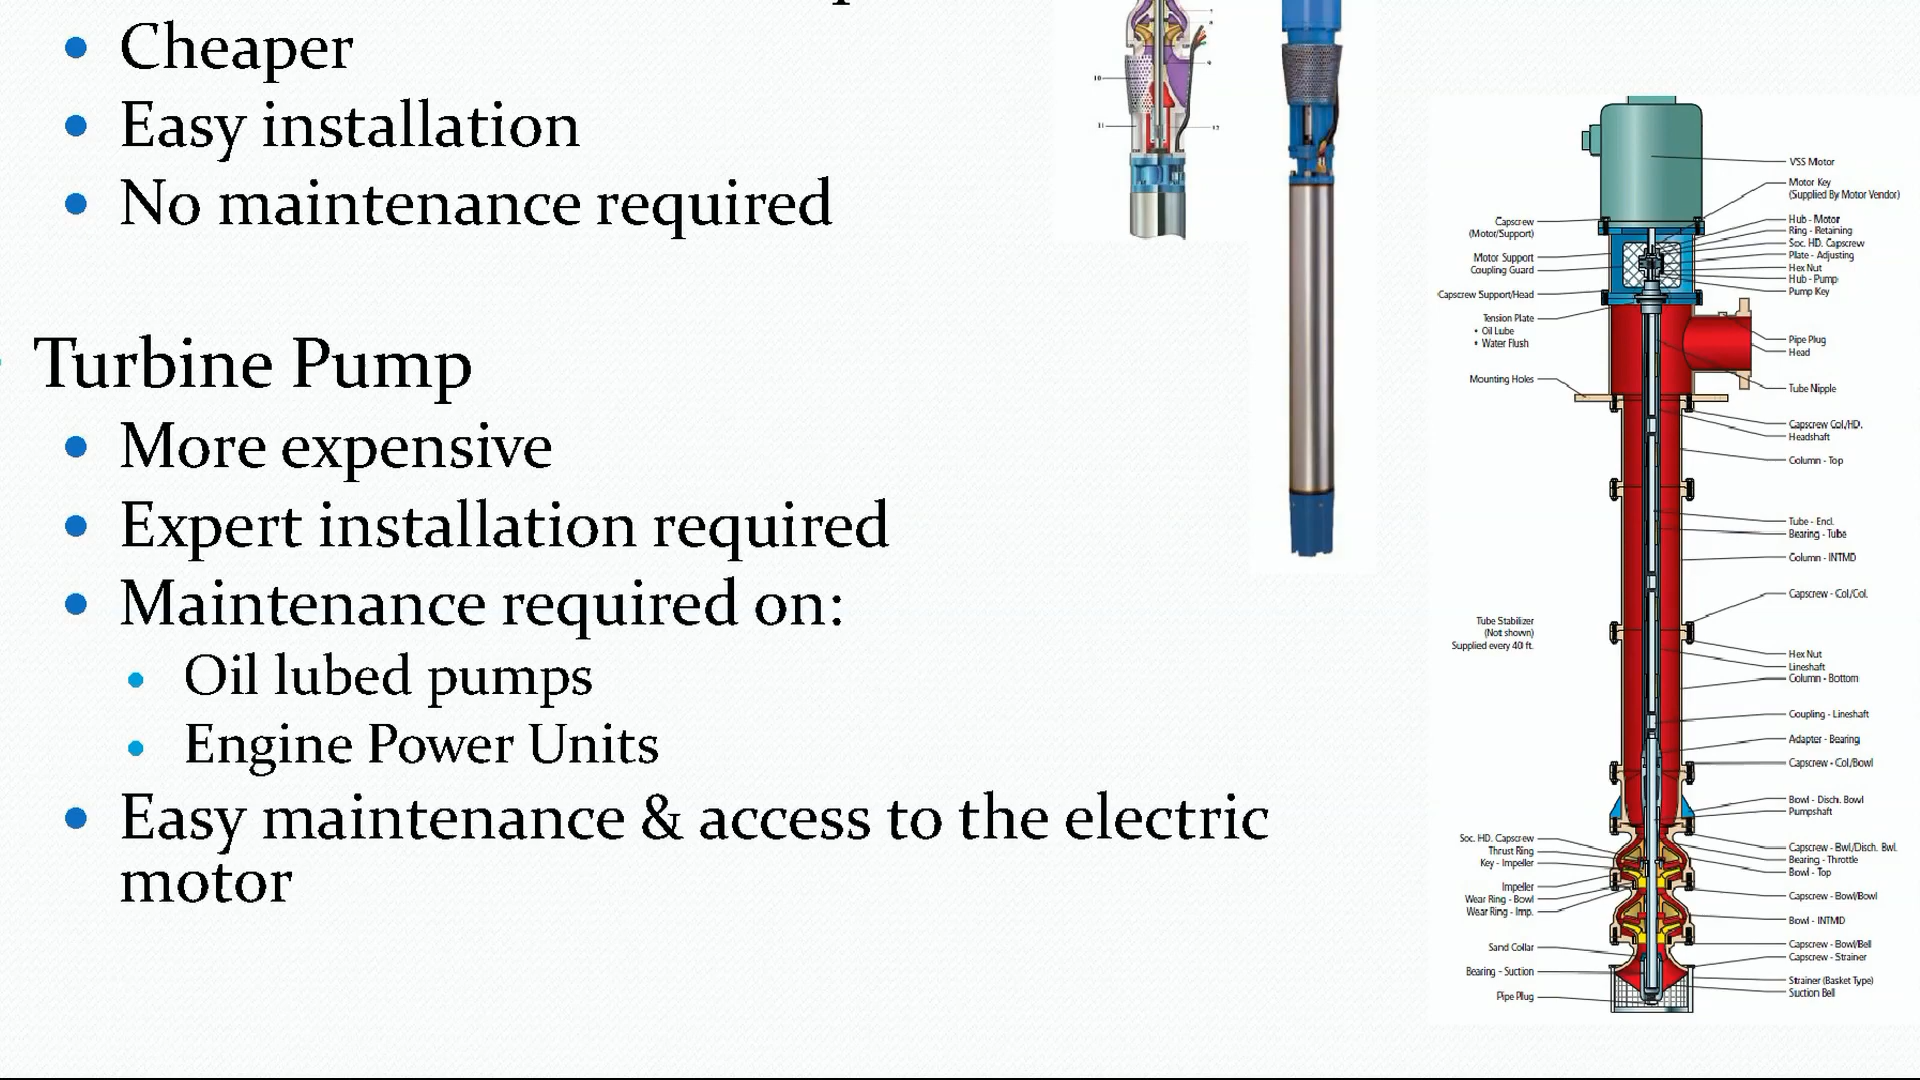 Cheaper
Easy installation
No maintenance required
Turbine Pump
More expensive
Expert installation required
Maintenance required on:
Oil lubed pumps
Engine Power Units
Easy maintenance & access to the electric
motor
10
9
11
12
VSS Motor
Motor Key
(Supplied By Motor Vendor)
Hub - Motor
Ring - Retaining
Soc. HD. Capscrew
Plate - Adjusting
Hex Nut
Hub - Pump
Pump Key
Pipe Plug
Head
Tube Nipple
Capscrew Col./HD.
Headshaft
Column - Top
Tube - Encl.
Bearing - Tube
Column - INTMD
Capscrew - Col./Col.
Hex Nut
Lineshaft
Column - Bottom
Coupling - Lineshaft
Adapter - Bearing
Capscrew - Col./Bowl
Bowl - Disch. Bowl
Pumpshaft
Capscrew - Bwl./Disch. Bwl.
Bearing - Throttle
Bowl - Top
Capscrew - Bowl/Bowl
Bowl - INTMD
Capscrew - Bowl/Bell
Capscrew - Strainer
Strainer (Basket Type)
Suction Bell
Capscrew
(Motor/Support)
Motor Support
Coupling Guard
Capscrew Support/Head
Tension Plate
• Oil Lube
• Water Flush
Mounting Holes
Tube Stabilizer
(Not shown)
Supplied every 40 ft.
Soc. HD. Capscrew
Thrust Ring
Key - Impeller
Impeller
Wear Ring - Bowl
Wear Ring - Imp.
Sand Collar
Bearing - Suction
Pipe Plug